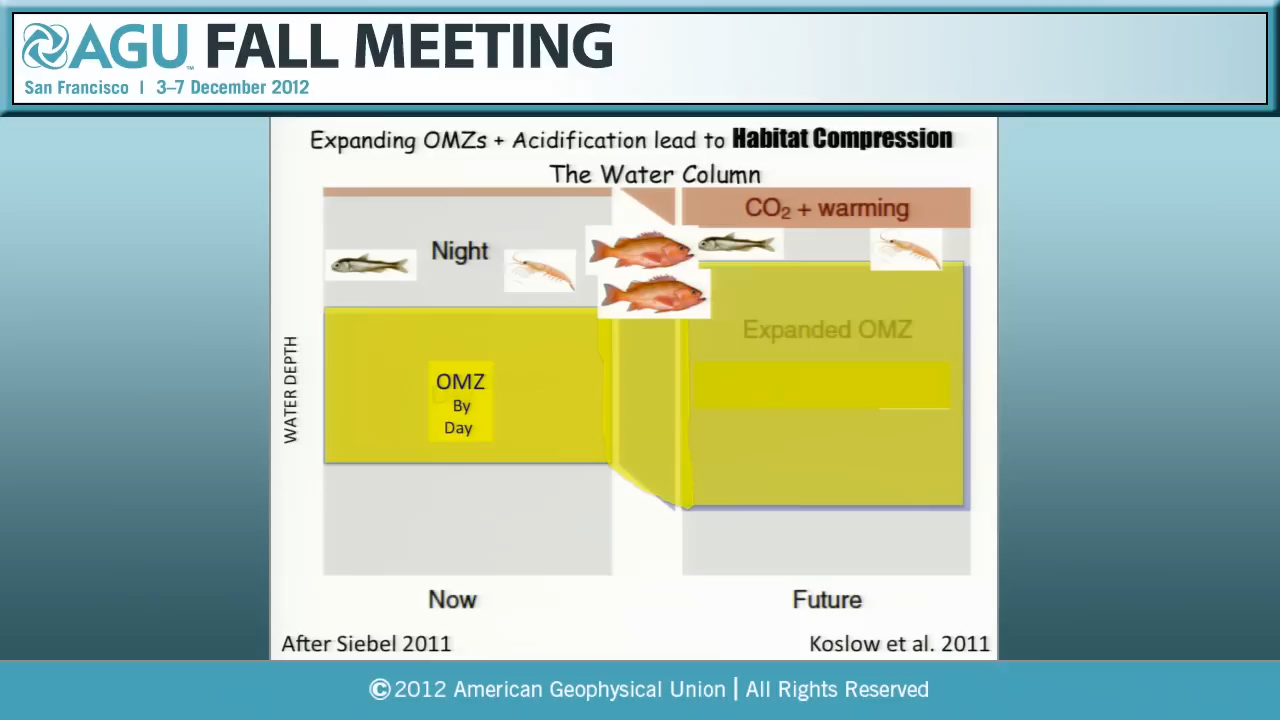 AGU FALL MEETING
™
San Francisco | 3–7 December 2012
Expanding OMZs + Acidification lead to Habitat Compression
The Water Column
CO₂ + warming
Night
Expanded OMZ
WATER DEPTH
OMZ
By
Day
Now
Future
After Siebel 2011
Koslow et al. 2011
©2012 American Geophysical Union | All Rights Reserved